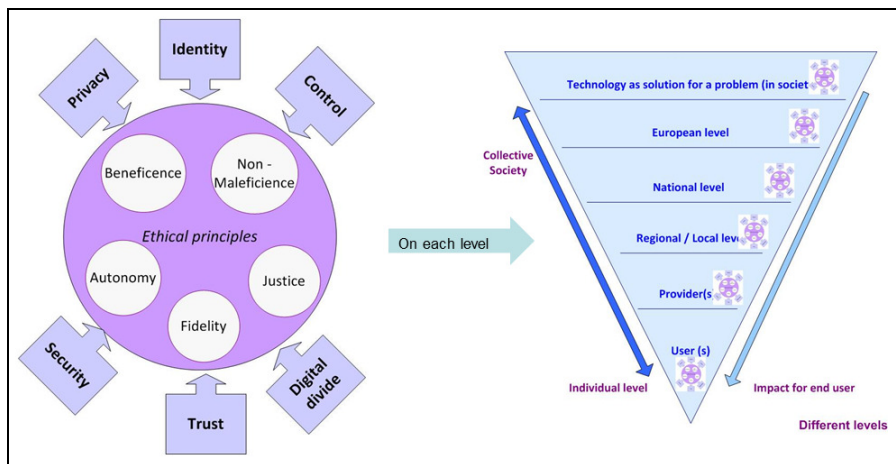 Identity
Privacy
Control
Beneficence
Non -
Maleficience
Ethical principles
Autonomy
Justice
Fidelity
Security
Trust
Digital
divide
On each level
Technology as solution for a problem (in societ
European level
Collective
Society
National level
Regional / Local leve
Provider(s
User (s)
Individual level
Impact for end user
Different levels